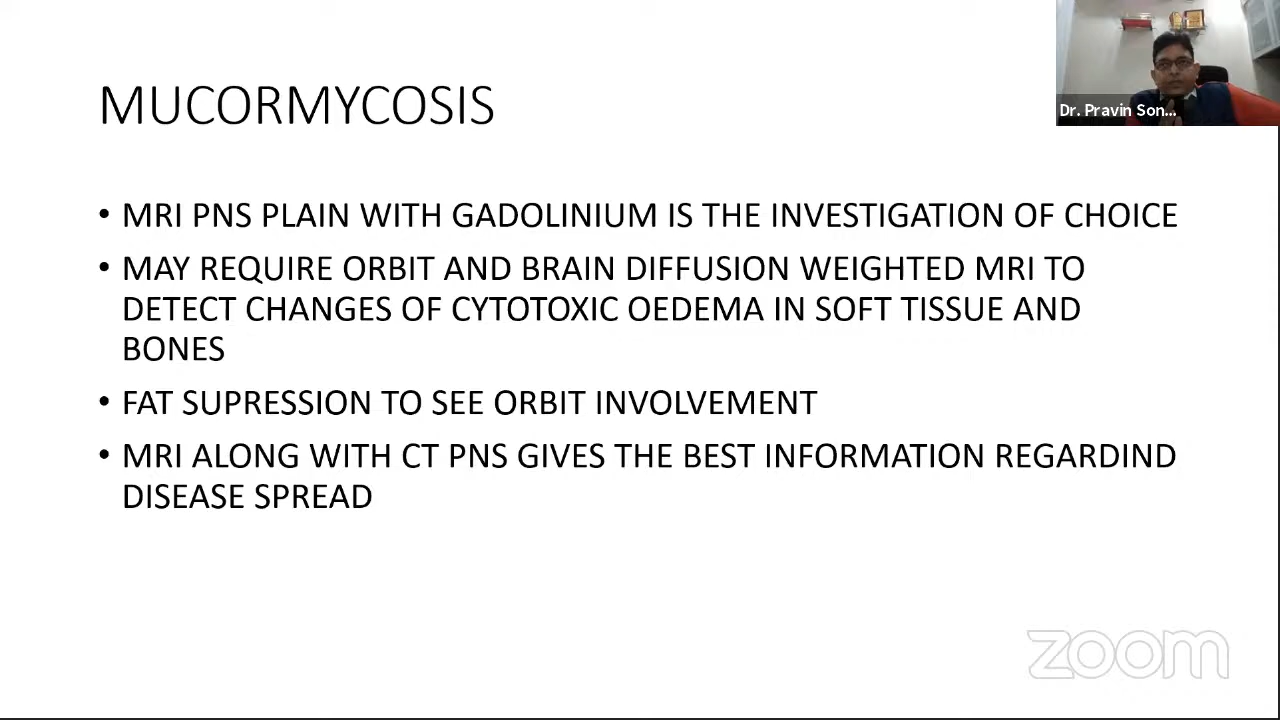 MUCORMYCOSIS
Dr. Pravin Son...
• MRI PNS PLAIN WITH GADOLINIUM IS THE INVESTIGATION OF CHOICE
• MAY REQUIRE ORBIT AND BRAIN DIFFUSION WEIGHTED MRI TO
DETECT CHANGES OF CYTOTOXIC OEDEMA IN SOFT TISSUE AND
BONES
• FAT SUPRESSION TO SEE ORBIT INVOLVEMENT
• MRI ALONG WITH CT PNS GIVES THE BEST INFORMATION REGARDIND
DISEASE SPREAD
zoom